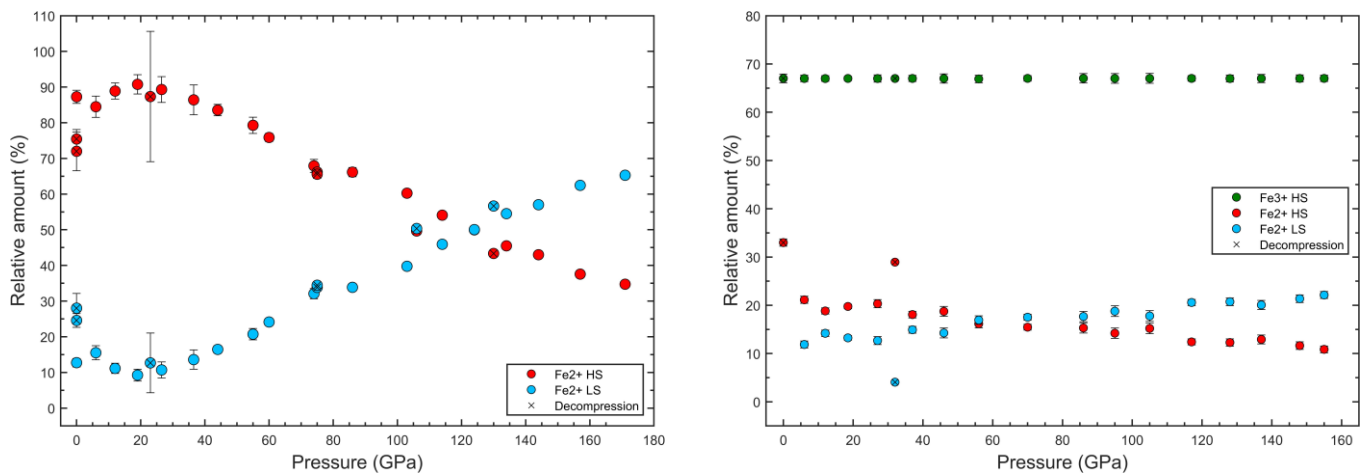 110
100
90
80
70
60
50
40
30
20
10
0
Relative amount (%)
0 20 40 60 80 100 120 140 160 180
Pressure (GPa)
Fe2+ HS
Fe2+ LS
Decompression
80
70
60
50
40
30
20
10
0
Relative amount (%)
0 20 40 60 80 100 120 140 160
Pressure (GPa)
Fe3+ HS
Fe2+ HS
Fe2+ LS
Decompression